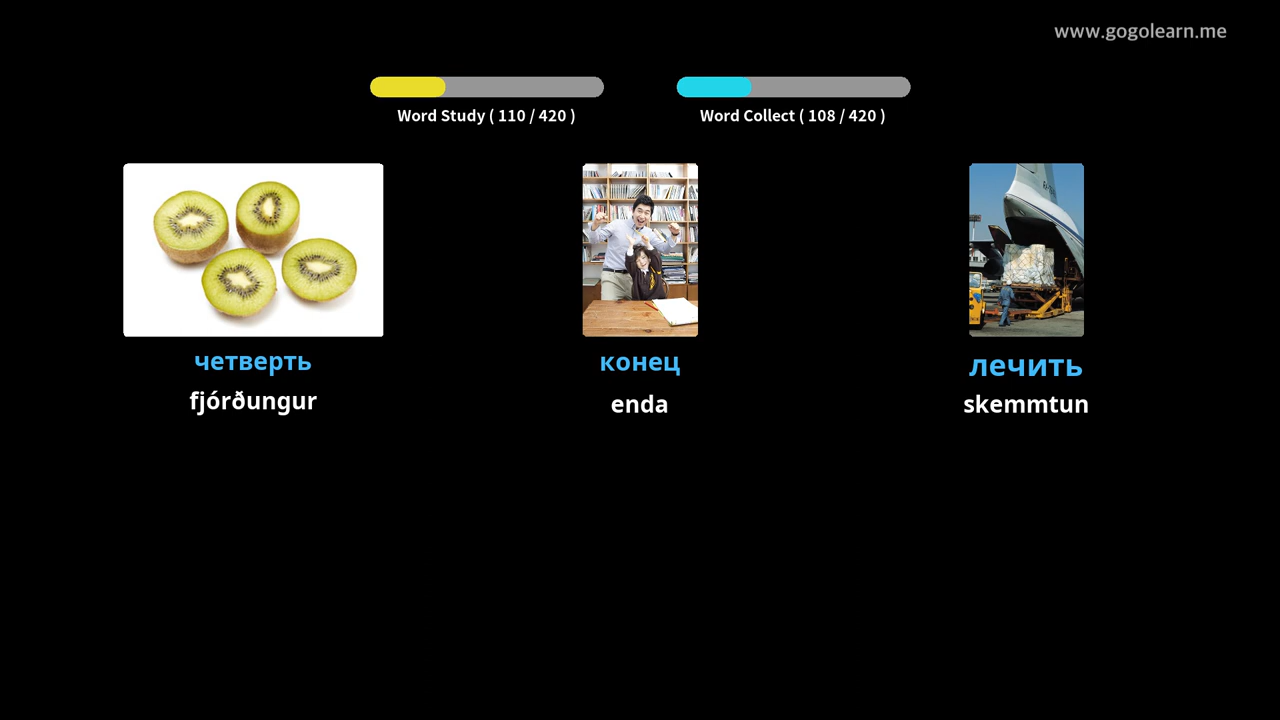 www.gogolearn.me
Word Study ( 110 / 420 )
Word Collect ( 108 / 420 )
четверть
fjórðungur
конец
enda
лечить
skemmtun